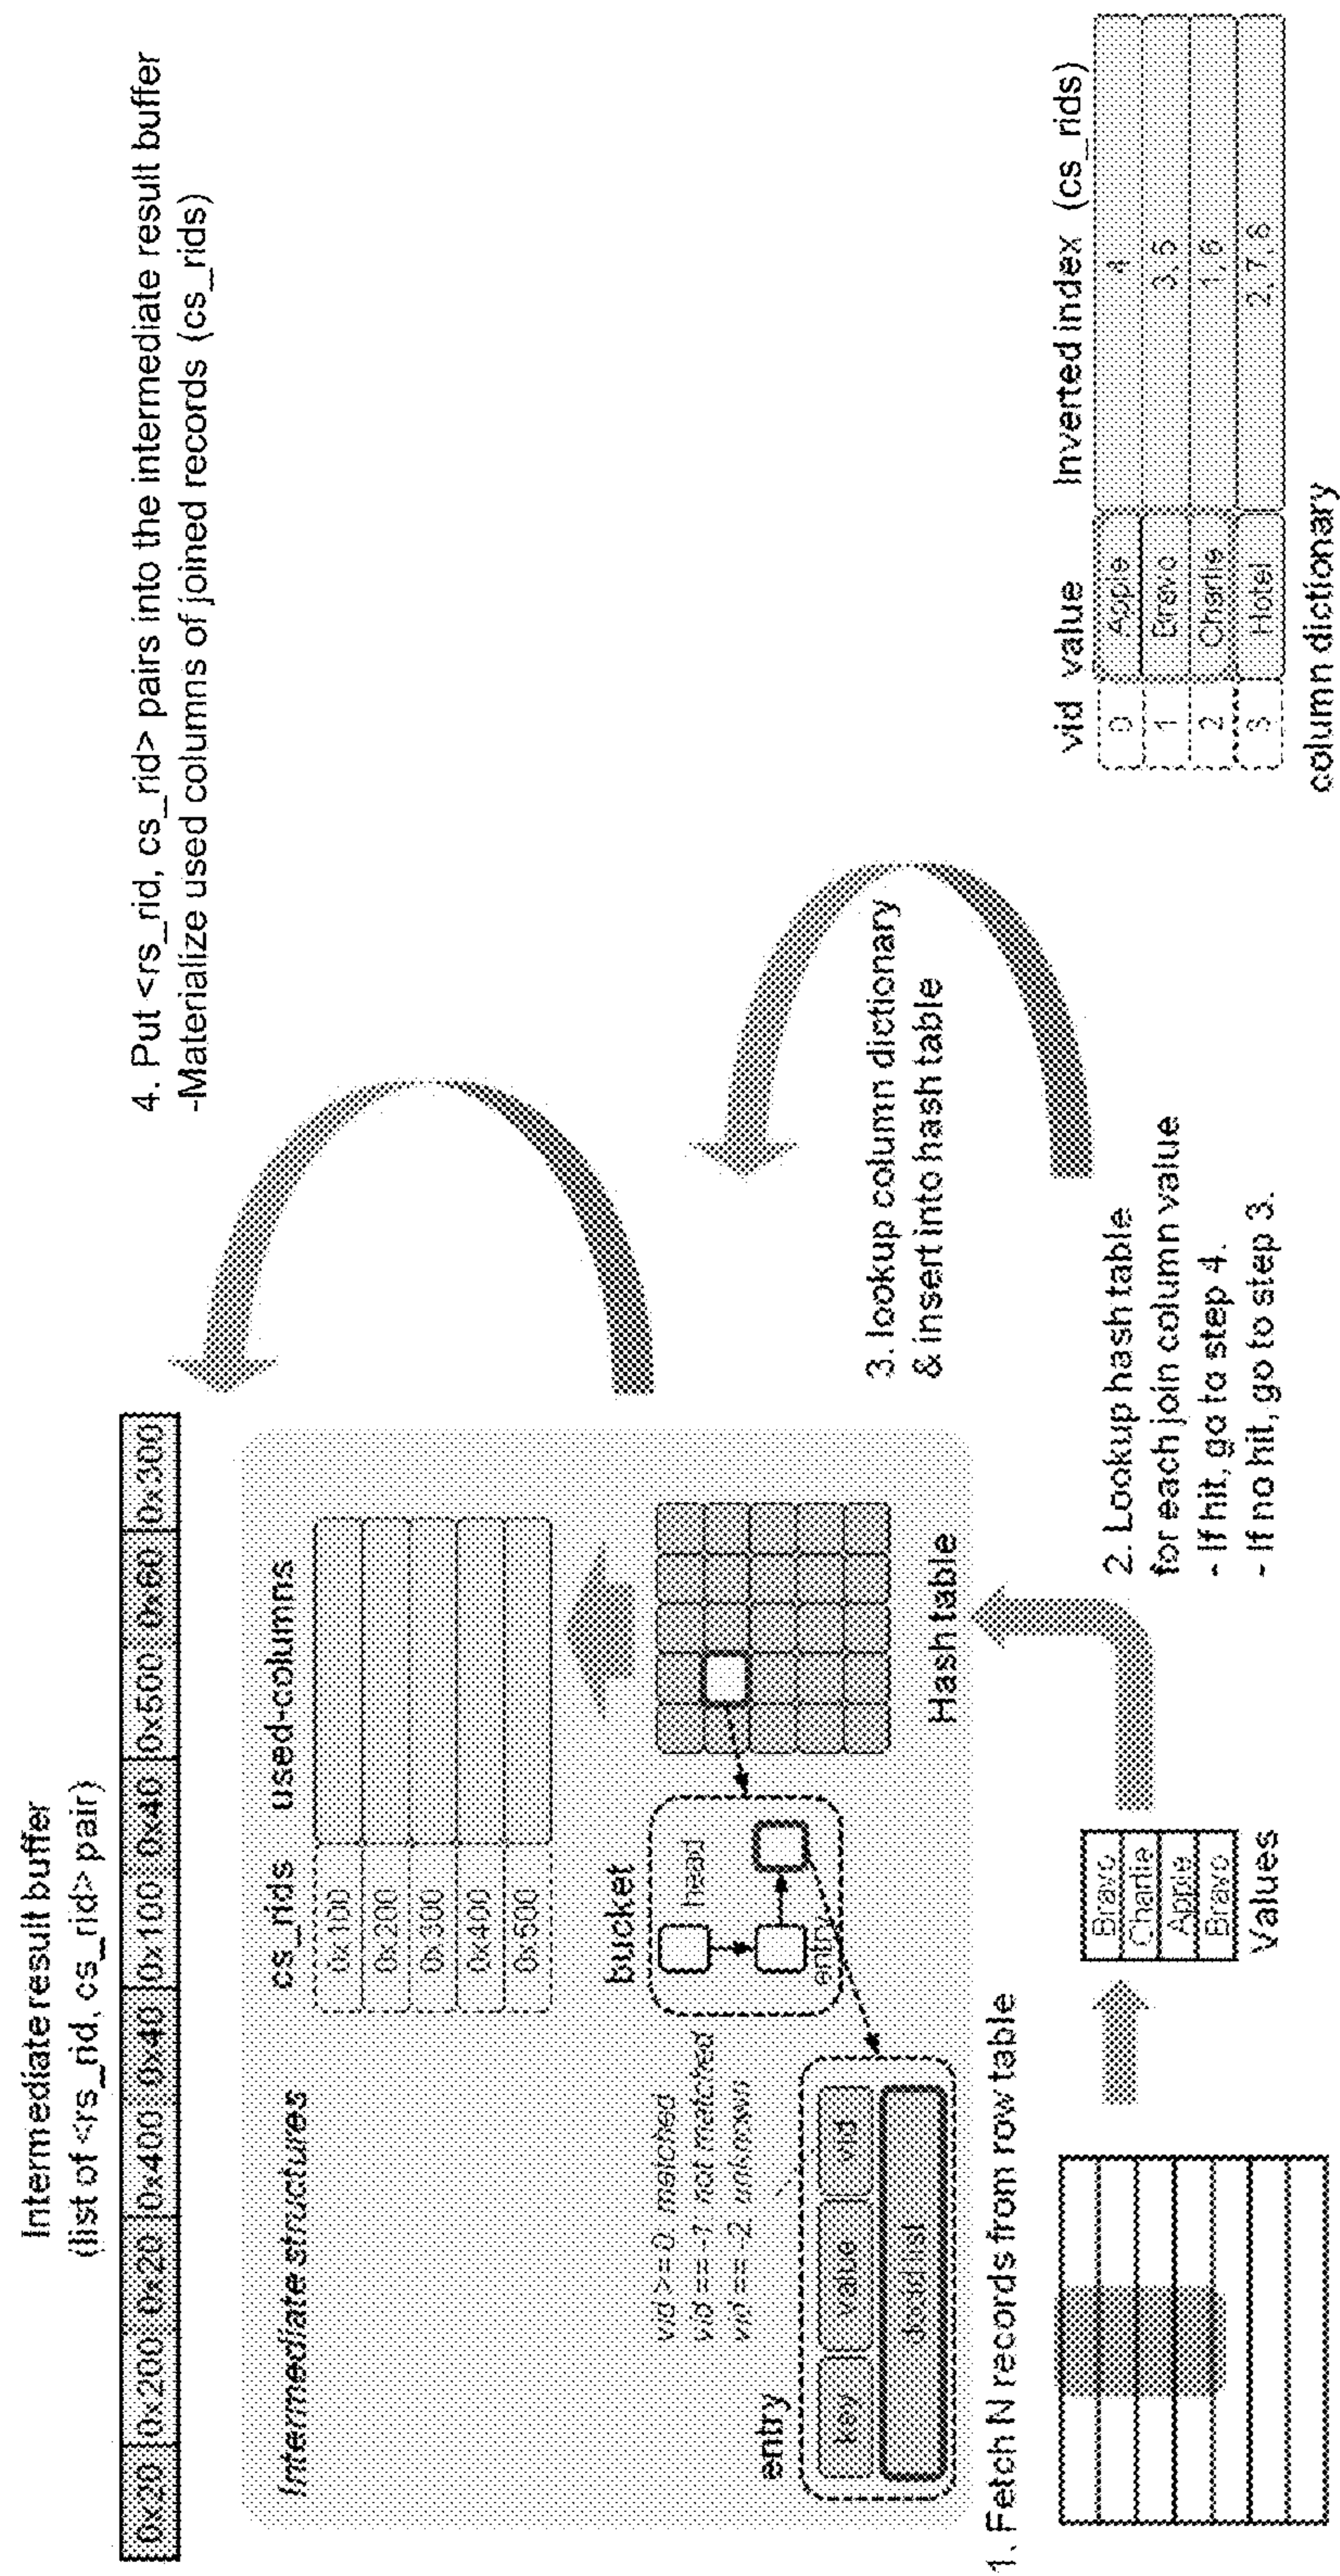 Intermediate result buffer
(list of <rs_rid, cs_rid> pair)
0x20 0x200 0x20 0x400 0x40 0x100 0x40 0x500 0x60 0x300
4. Put <rs_rid, cs_rid> pairs into the intermediate result buffer
-Materialize used columns of joined records (cs_rids)
Intermediate structures
cs_rids used-columns
0x100
0x200
0x300
0x400
0x500
vid >=0 matched
vid == -1 not matched
vid == -2 unknown
bucket
head
entry
entry
key value vid
Hash table
3. lookup column dictionary
& insert into hash table
1. Fetch N records from row table
Bravo
Charlie
Apple
Bravo
Values
2. Lookup hash table
for each join column value
- If hit, go to step 4.
- If no hit, go to step 3.
vid value Inverted index (cs_rids)
0 Apple 4
1 Bravo 3, 5
2 Charlie 1, 6
3 Hotel 2, 7, 8
column dictionary